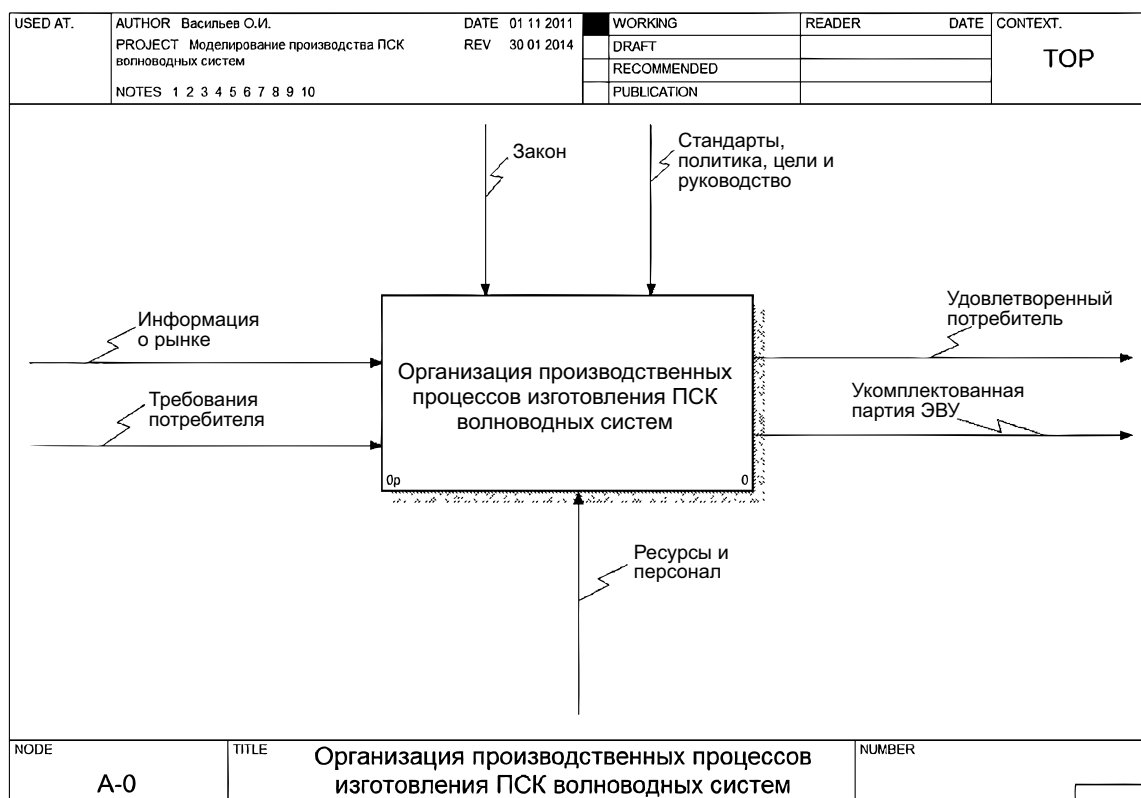 USED AT.
AUTHOR Васильев О.И.
DATE 01 11 2011
WORKING
READER
DATE
CONTEXT.
PROJECT Моделирование производства ПСК
REV 30 01 2014
DRAFT
TOP
волноводных систем
RECOMMENDED
NOTES 1 2 3 4 5 6 7 8 9 10
PUBLICATION
Закон
Стандарты,
политика, цели и
руководство
Информация
о рынке
Требования
потребителя
Организация производственных
процессов изготовления ПСК
волноводных систем
0р
0
Удовлетворенный
потребитель
Укомплектованная
партия ЭВУ
Ресурсы и
персонал
NODE
A-0
TITLE
Организация производственных процессов
изготовления ПСК волноводных систем
NUMBER